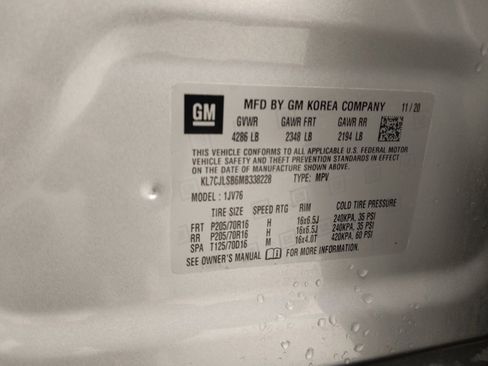 GM
MFD BY GM KOREA COMPANY 11/20
GVWR GAWR FRT GAWR RR
4286 LB 2348 LB 2194 LB
THIS VEHICLE CONFORMS TO ALL APPLICABLE U.S. FEDERAL MOTOR
VEHICLE SAFETY AND THEFT PREVENTION STANDARDS IN EFFECT
ON THE DATE OF MANUFACTURE SHOWN ABOVE.
KL7CJLSB6MB338228 TYPE: MPV
MODEL: 1JV76
TIRE SIZE SPEED RTG RIM COLD TIRE PRESSURE
FRT P205/70R16 H 16x6.5J 240KPA, 35 PSI
RR P205/70R16 H 16x6.5J 240KPA, 35 PSI
SPA T125/70D16 M 16x4.0T 420KPA, 60 PSI
SEE OWNER'S MANUAL FOR MORE INFORMATION.